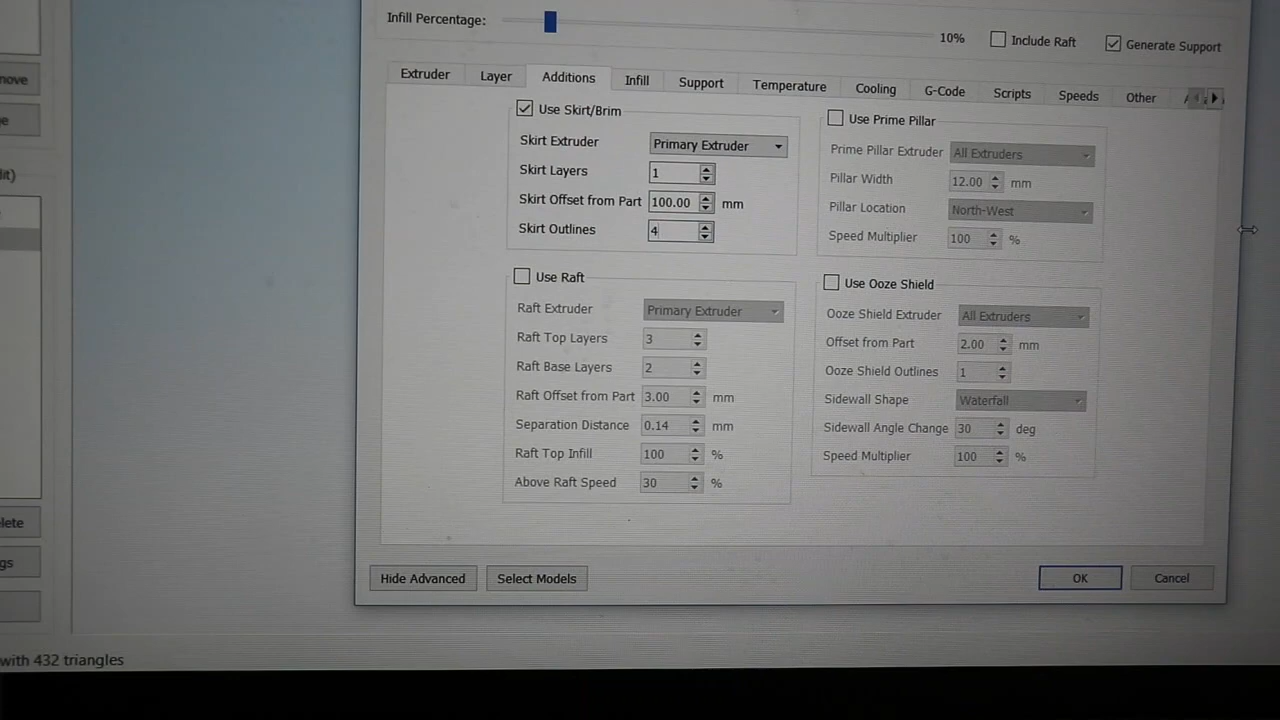 Infill Percentage:
10%
Include Raft
Generate Support
Extruder
Layer
Additions
Infill
Support
Temperature
Cooling
G-Code
Scripts
Speeds
Other
Use Skirt/Brim
Skirt Extruder
Primary Extruder
Skirt Layers
1
Skirt Offset from Part
100.00
mm
Skirt Outlines
4
Use Prime Pillar
Prime Pillar Extruder
All Extruders
Pillar Width
12.00
mm
Pillar Location
North-West
Speed Multiplier
100
%
Use Raft
Raft Extruder
Primary Extruder
Raft Top Layers
3
Raft Base Layers
2
Raft Offset from Part
3.00
mm
Separation Distance
0.14
mm
Raft Top Infill
100
%
Above Raft Speed
30
%
Use Ooze Shield
Ooze Shield Extruder
All Extruders
Offset from Part
2.00
mm
Ooze Shield Outlines
1
Sidewall Shape
Waterfall
Sidewall Angle Change
30
deg
Speed Multiplier
100
%
Hide Advanced
Select Models
OK
Cancel
with 432 triangles